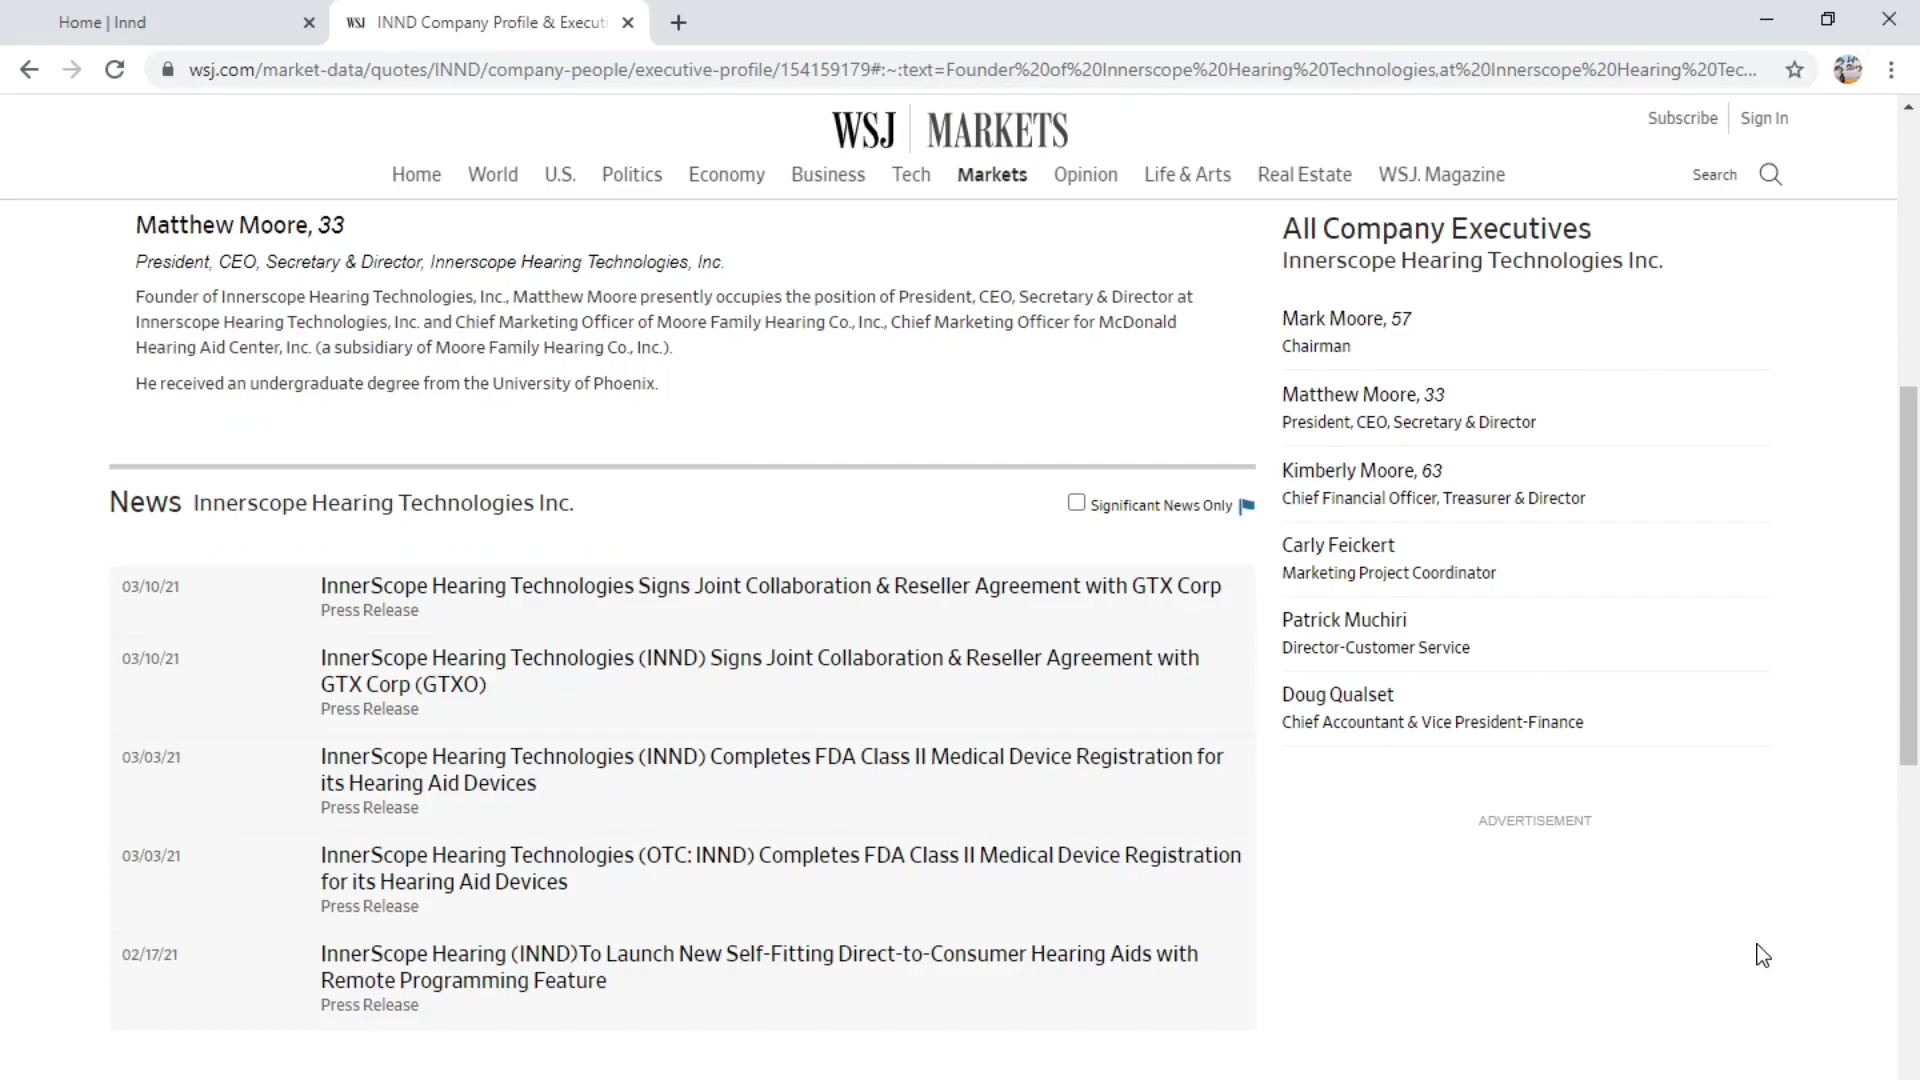 Home | Innd
WSJ INND Company Profile & Executi
wsj.com/market-data/quotes/INND/company-people/executive-profile/154159179#:~:text=Founder%20of%20Innerscope%20Hearing%20Technologies,at%20Innerscope%20Hearing%20Tec...
WSJ | MARKETS
Subscribe
Sign In
Home World U.S. Politics Economy Business Tech Markets Opinion Life & Arts Real Estate WSJ. Magazine
Search
Matthew Moore, 33
President, CEO, Secretary & Director, Innerscope Hearing Technologies, Inc.
Founder of Innerscope Hearing Technologies, Inc., Matthew Moore presently occupies the position of President, CEO, Secretary & Director at
Innerscope Hearing Technologies, Inc. and Chief Marketing Officer of Moore Family Hearing Co., Inc., Chief Marketing Officer for McDonald
Hearing Aid Center, Inc. (a subsidiary of Moore Family Hearing Co., Inc.).
He received an undergraduate degree from the University of Phoenix.
News Innerscope Hearing Technologies Inc.
Significant News Only
03/10/21 InnerScope Hearing Technologies Signs Joint Collaboration & Reseller Agreement with GTX Corp
Press Release
03/10/21 InnerScope Hearing Technologies (INND) Signs Joint Collaboration & Reseller Agreement with
GTX Corp (GTXO)
Press Release
03/03/21 InnerScope Hearing Technologies (INND) Completes FDA Class II Medical Device Registration for
its Hearing Aid Devices
Press Release
03/03/21 InnerScope Hearing Technologies (OTC: INND) Completes FDA Class II Medical Device Registration
for its Hearing Aid Devices
Press Release
02/17/21 InnerScope Hearing (INND)To Launch New Self-Fitting Direct-to-Consumer Hearing Aids with
Remote Programming Feature
Press Release
All Company Executives
Innerscope Hearing Technologies Inc.
Mark Moore, 57
Chairman
Matthew Moore, 33
President, CEO, Secretary & Director
Kimberly Moore, 63
Chief Financial Officer, Treasurer & Director
Carly Feickert
Marketing Project Coordinator
Patrick Muchiri
Director-Customer Service
Doug Qualset
Chief Accountant & Vice President-Finance
ADVERTISEMENT